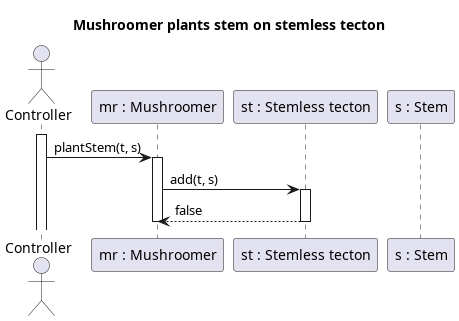 Mushroomer plants stem on stemless tecton
Controller
mr : Mushroomer
st : Stemless tecton
s : Stem
plantStem(t, s)
add(t, s)
false
Controller
mr : Mushroomer
st : Stemless tecton
s : Stem